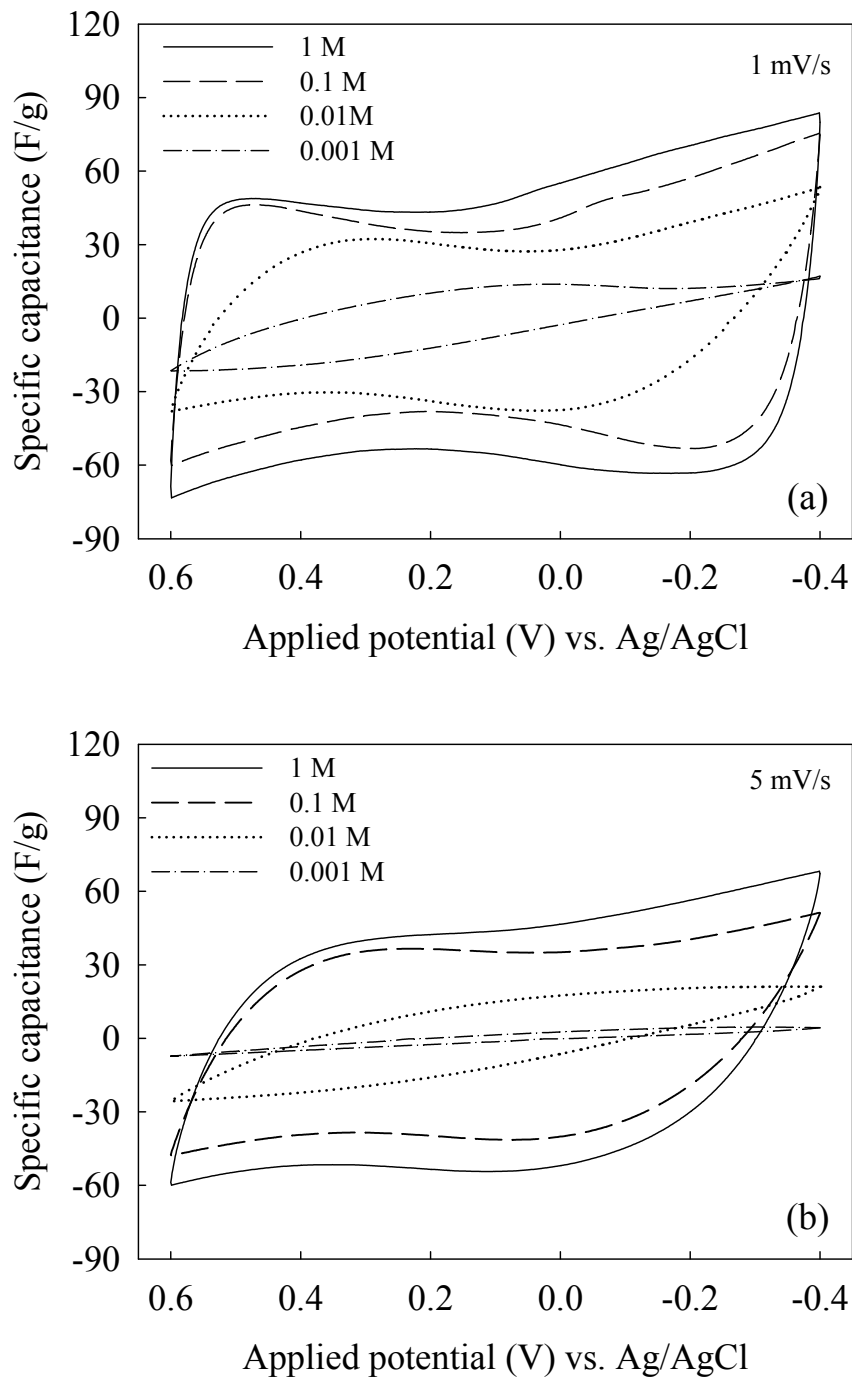 Specific capacitance (F/g)
120
90
60
30
0
-30
-60
-90
1 M
0.1 M
0.01M
0.001 M
1 mV/s
(a)
0.6 0.4 0.2 0.0 -0.2 -0.4
Applied potential (V) vs. Ag/AgCl
Specific capacitance (F/g)
120
90
60
30
0
-30
-60
-90
1 M
0.1 M
0.01 M
0.001 M
5 mV/s
(b)
0.6 0.4 0.2 0.0 -0.2 -0.4
Applied potential (V) vs. Ag/AgCl